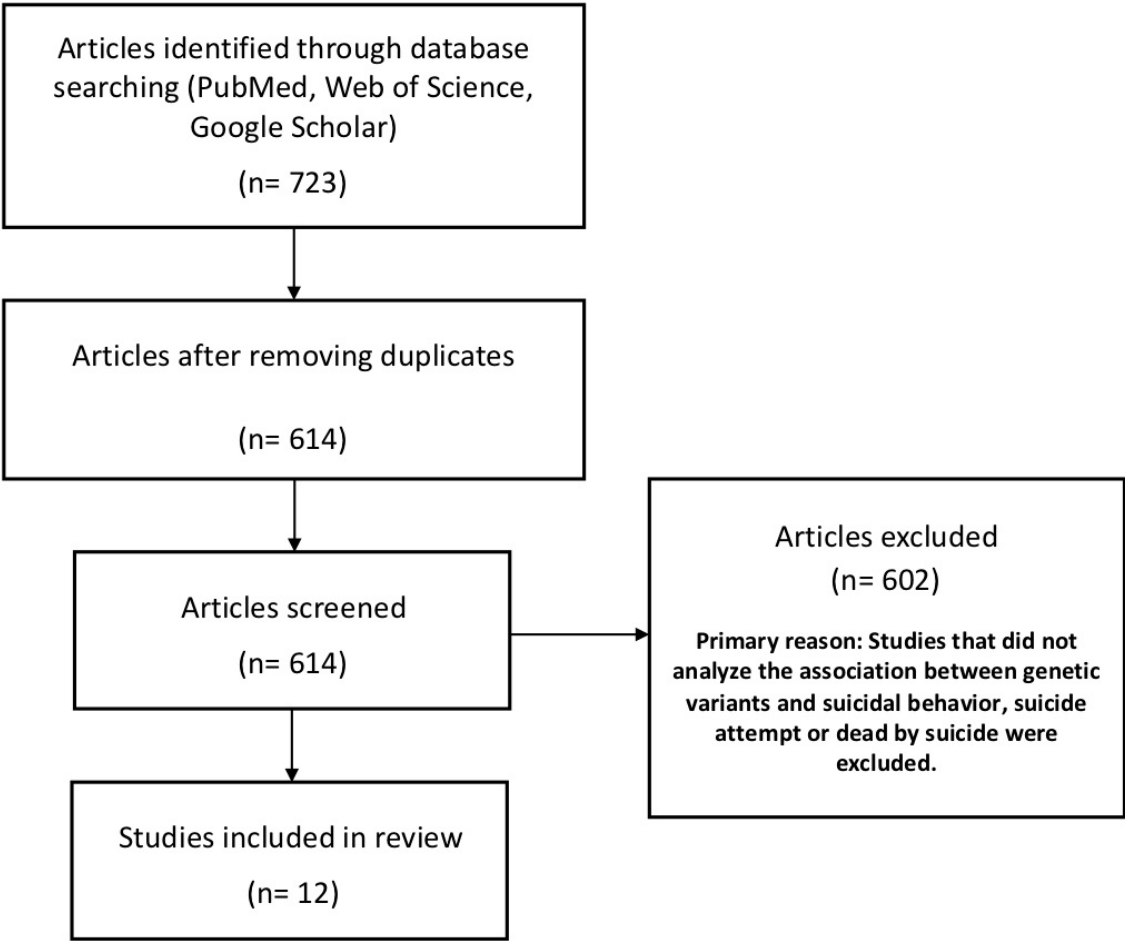 Articles identified through database
searching (PubMed, Web of Science,
Google Scholar)
(n= 723)
Articles after removing duplicates
(n= 614)
Articles screened
(n= 614)
Articles excluded
(n= 602)
Primary reason: Studies that did not
analyze the association between genetic
variants and suicidal behavior, suicide
attempt or dead by suicide were
excluded.
Studies included in review
(n= 12)